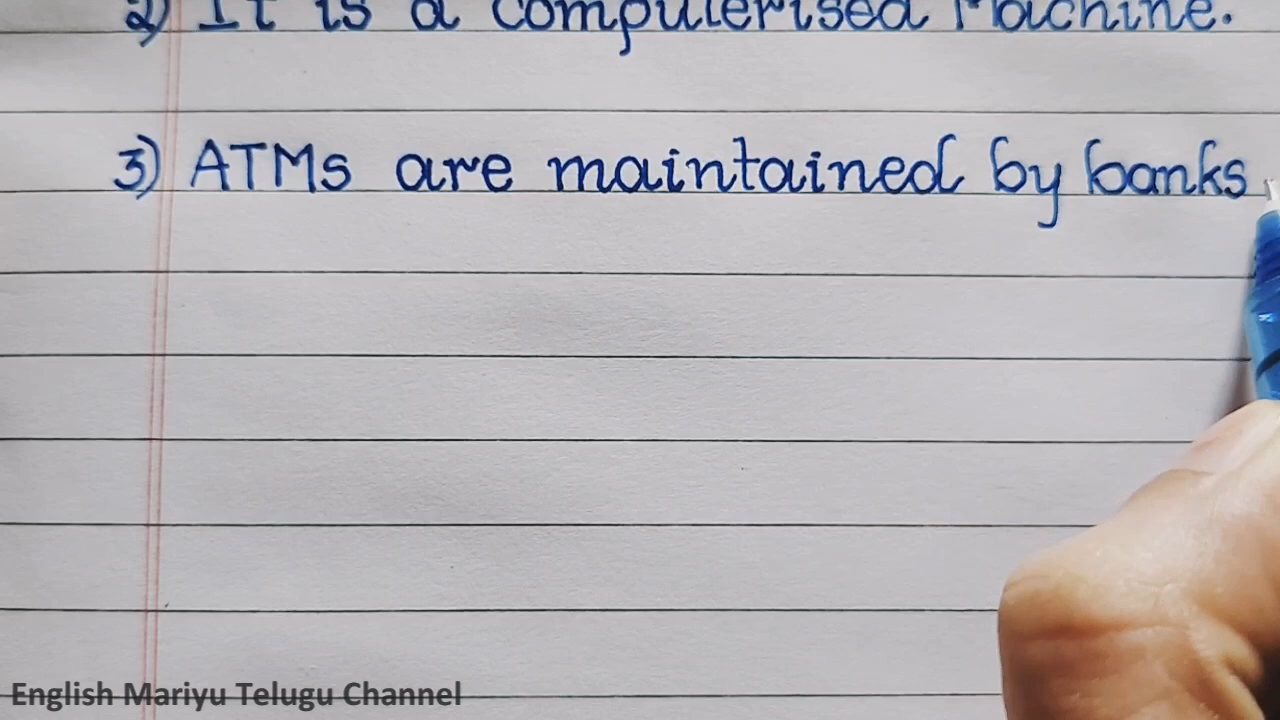 2) It is a Computerised Machine.
3) ATMs are maintained by banks
English Mariyu Telugu Channel